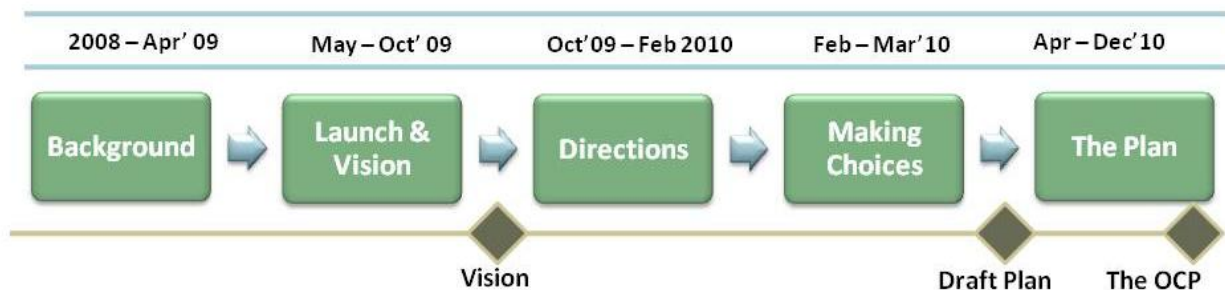 2008 – Apr' 09
May – Oct' 09
Oct'09 – Feb 2010
Feb – Mar'10
Apr – Dec'10
Background
Launch &
Vision
Directions
Making
Choices
The Plan
Vision
Draft Plan
The OCP